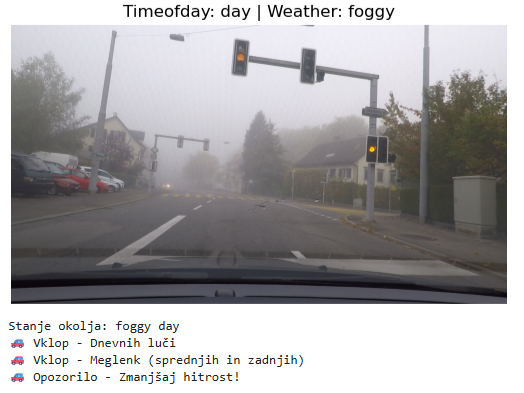 Timeofday: day | Weather: foggy
Stanje okolja: foggy day
🚗 Vklop - Dnevnih luči
🚗 Vklop - Meglenk (sprednjih in zadnjih)
🚗 Opozorilo - Zmanjšaj hitrost!